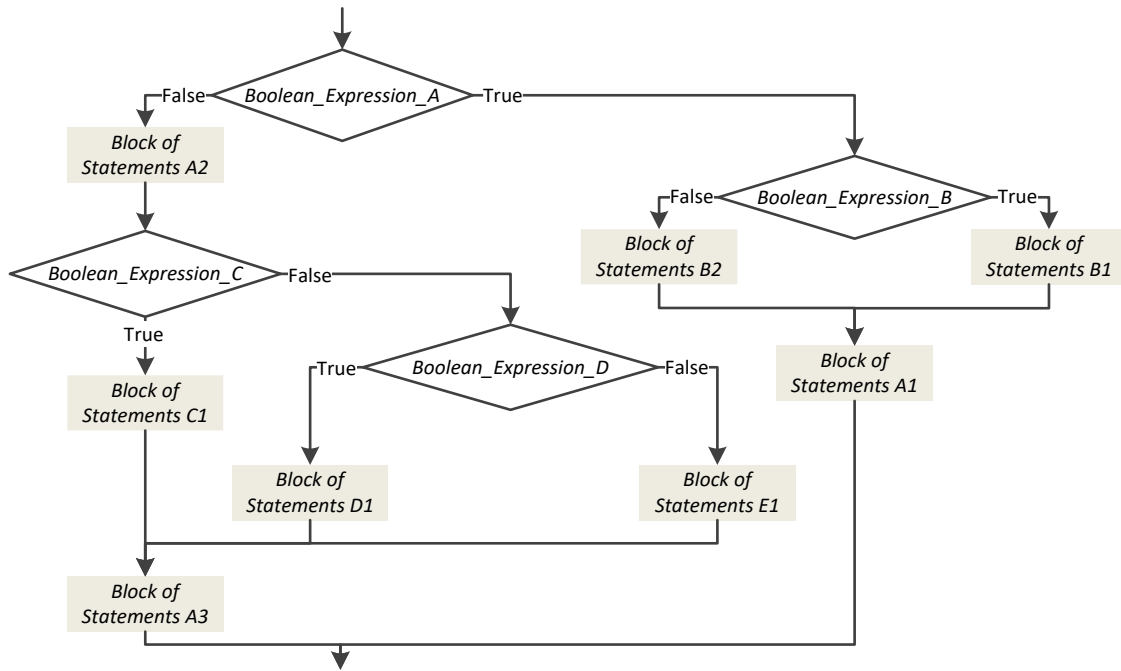 Boolean_Expression_A
False
True
Block of
Statements A2
Boolean_Expression_B
False
True
Block of
Statements B2
Block of
Statements B1
Boolean_Expression_C
False
True
Boolean_Expression_D
True
False
Block of
Statements A1
Block of
Statements C1
Block of
Statements D1
Block of
Statements E1
Block of
Statements A3